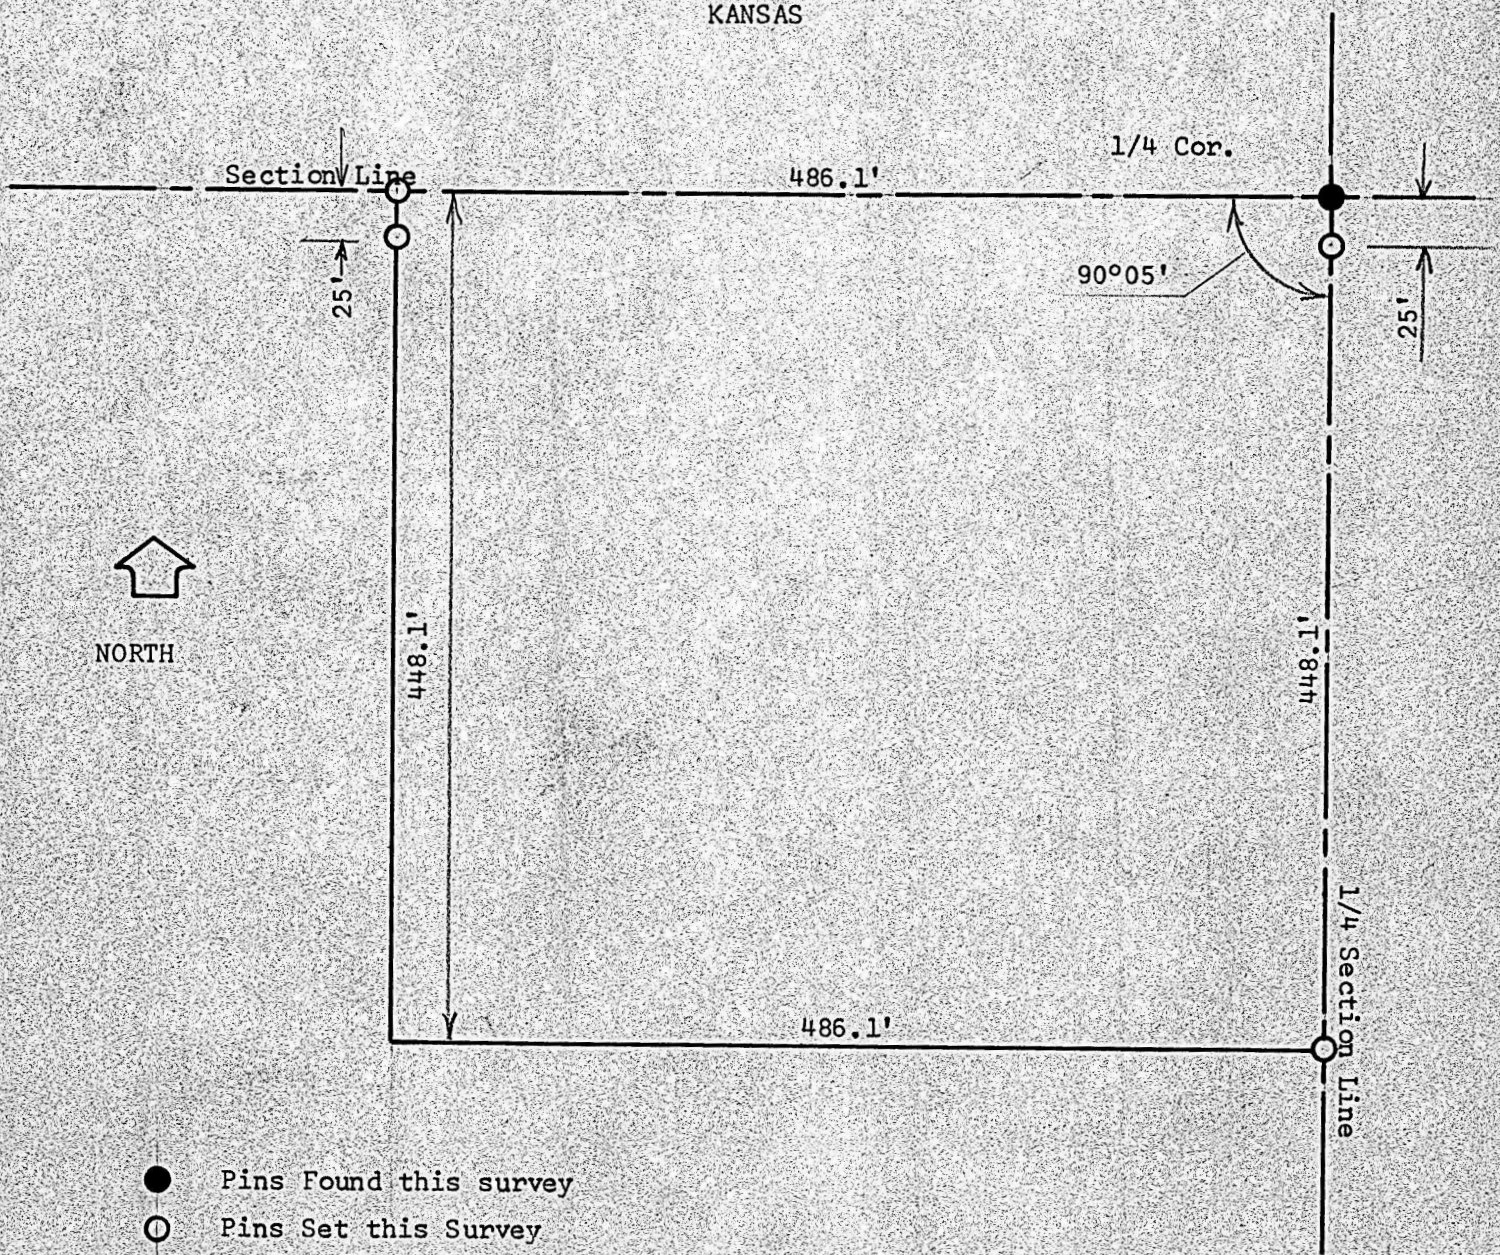 KANSAS
1/4 Cor.
Section Line
486.1'
90°05'
25'
25'
NORTH
448.1'
448.1'
1/4 Section Line
486.1'
Pins Found this survey
Pins Set this Survey